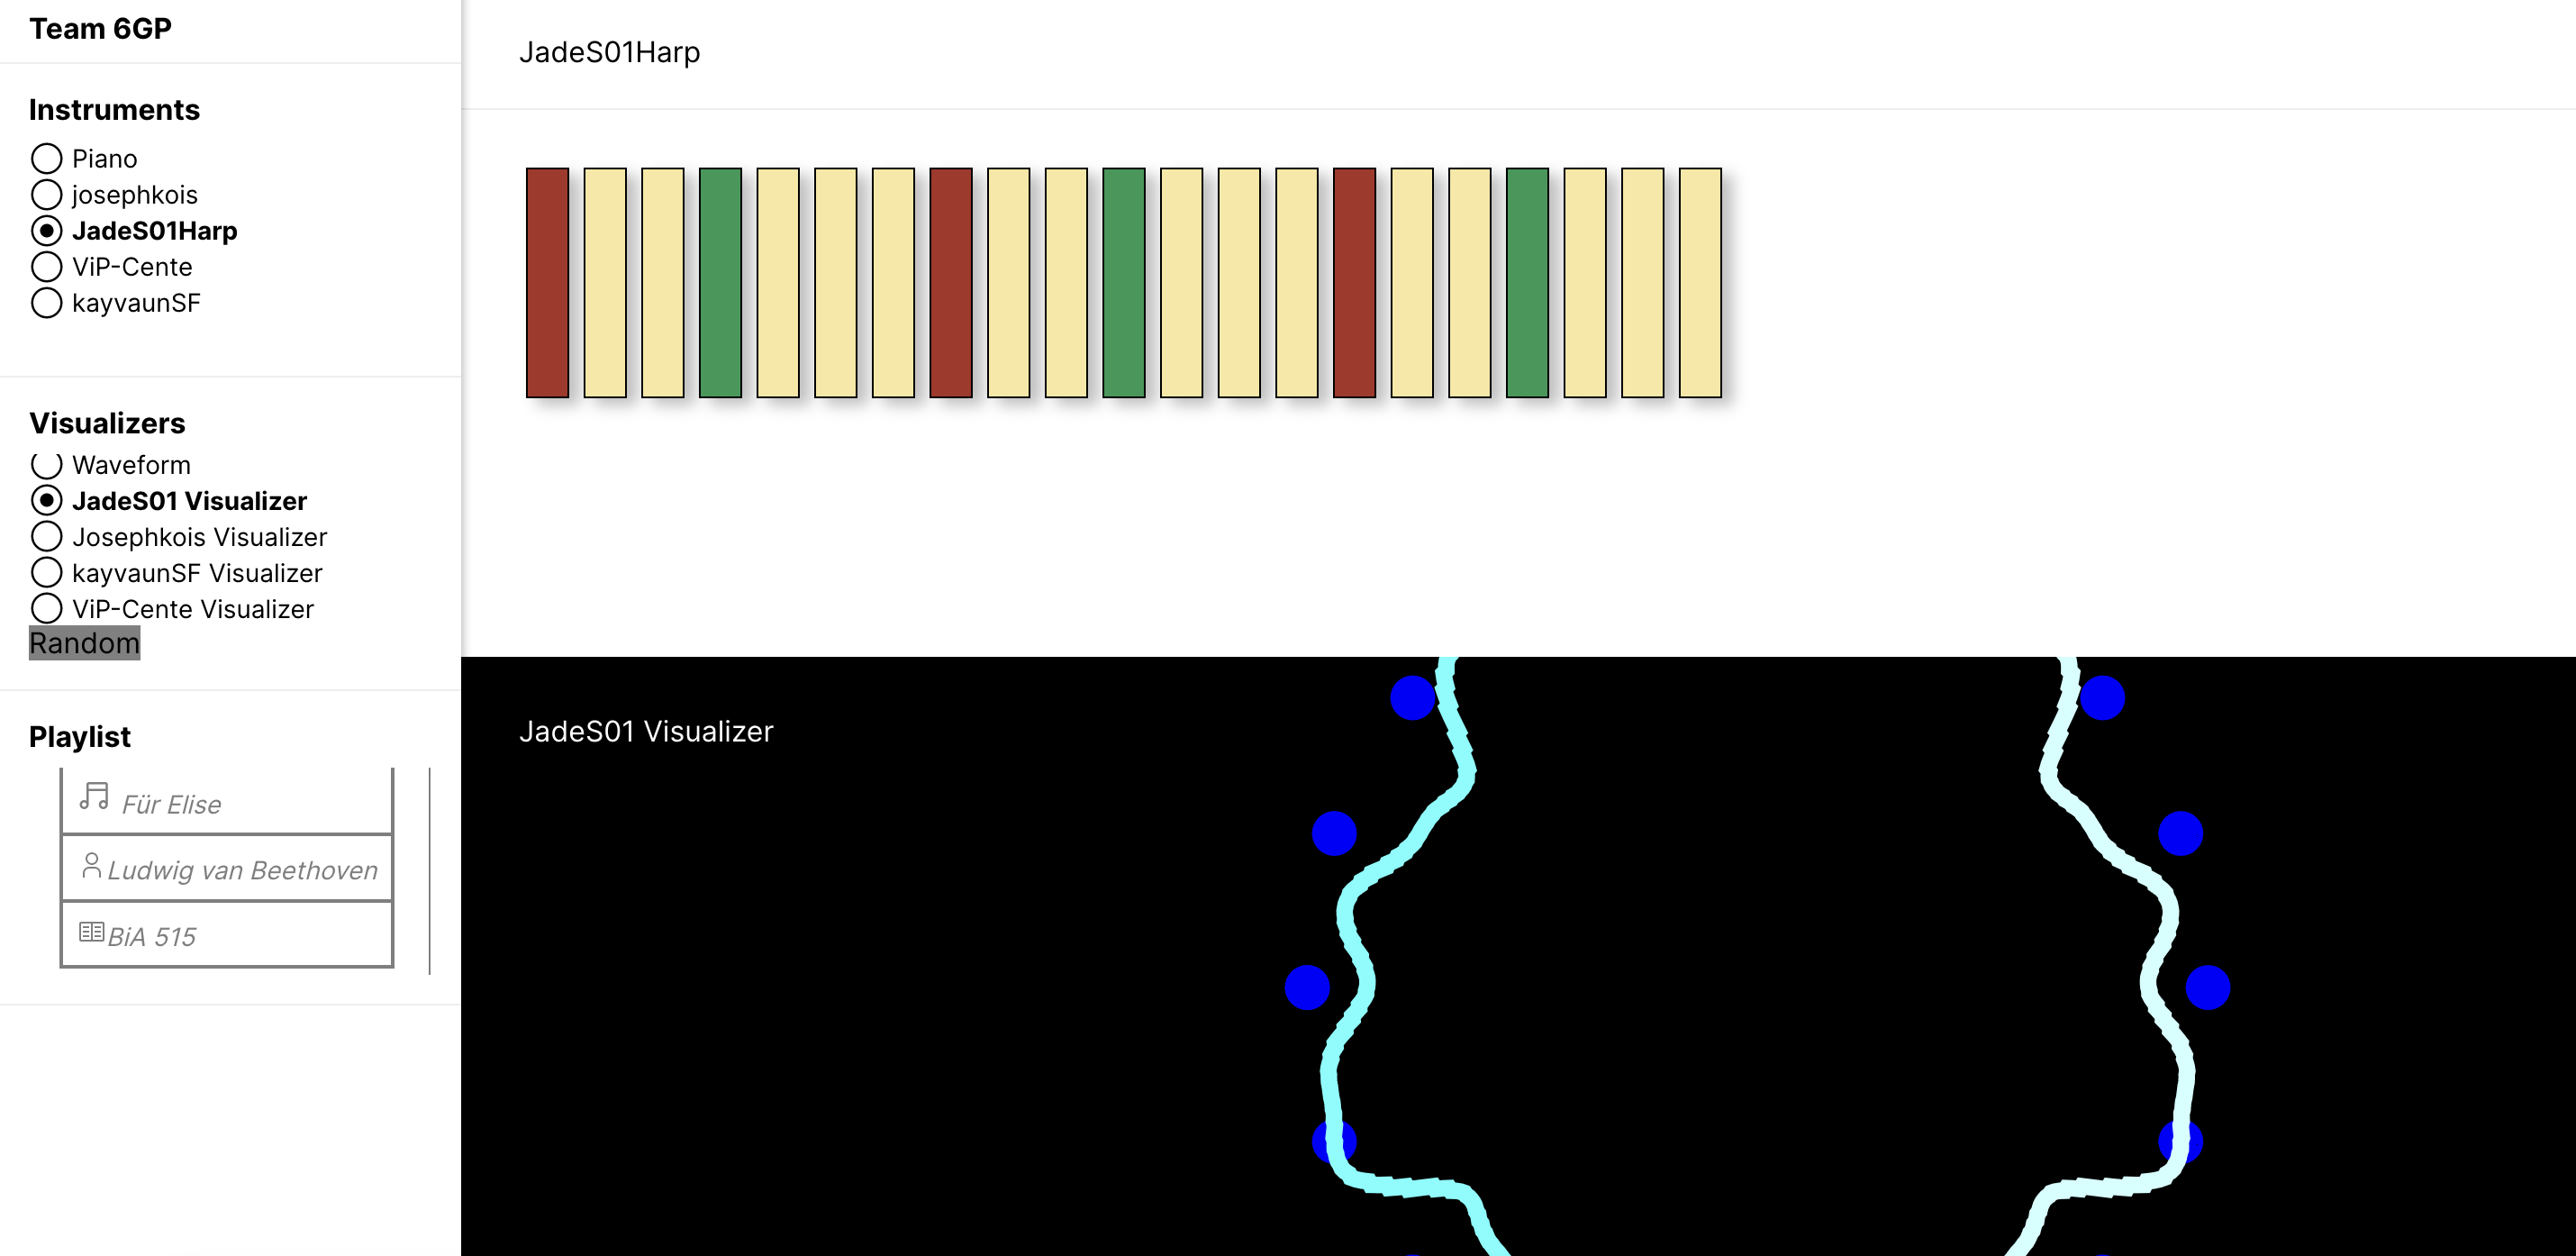 Team 6GP
Instruments
Piano
josephkois
JadeS01Harp
ViP-Cente
kayvaunSF
Visualizers
Waveform
JadeS01 Visualizer
Josephkois Visualizer
kayvaunSF Visualizer
ViP-Cente Visualizer
Random
Playlist
Für Elise
Ludwig van Beethoven
BiA 515
JadeS01Harp
JadeS01 Visualizer